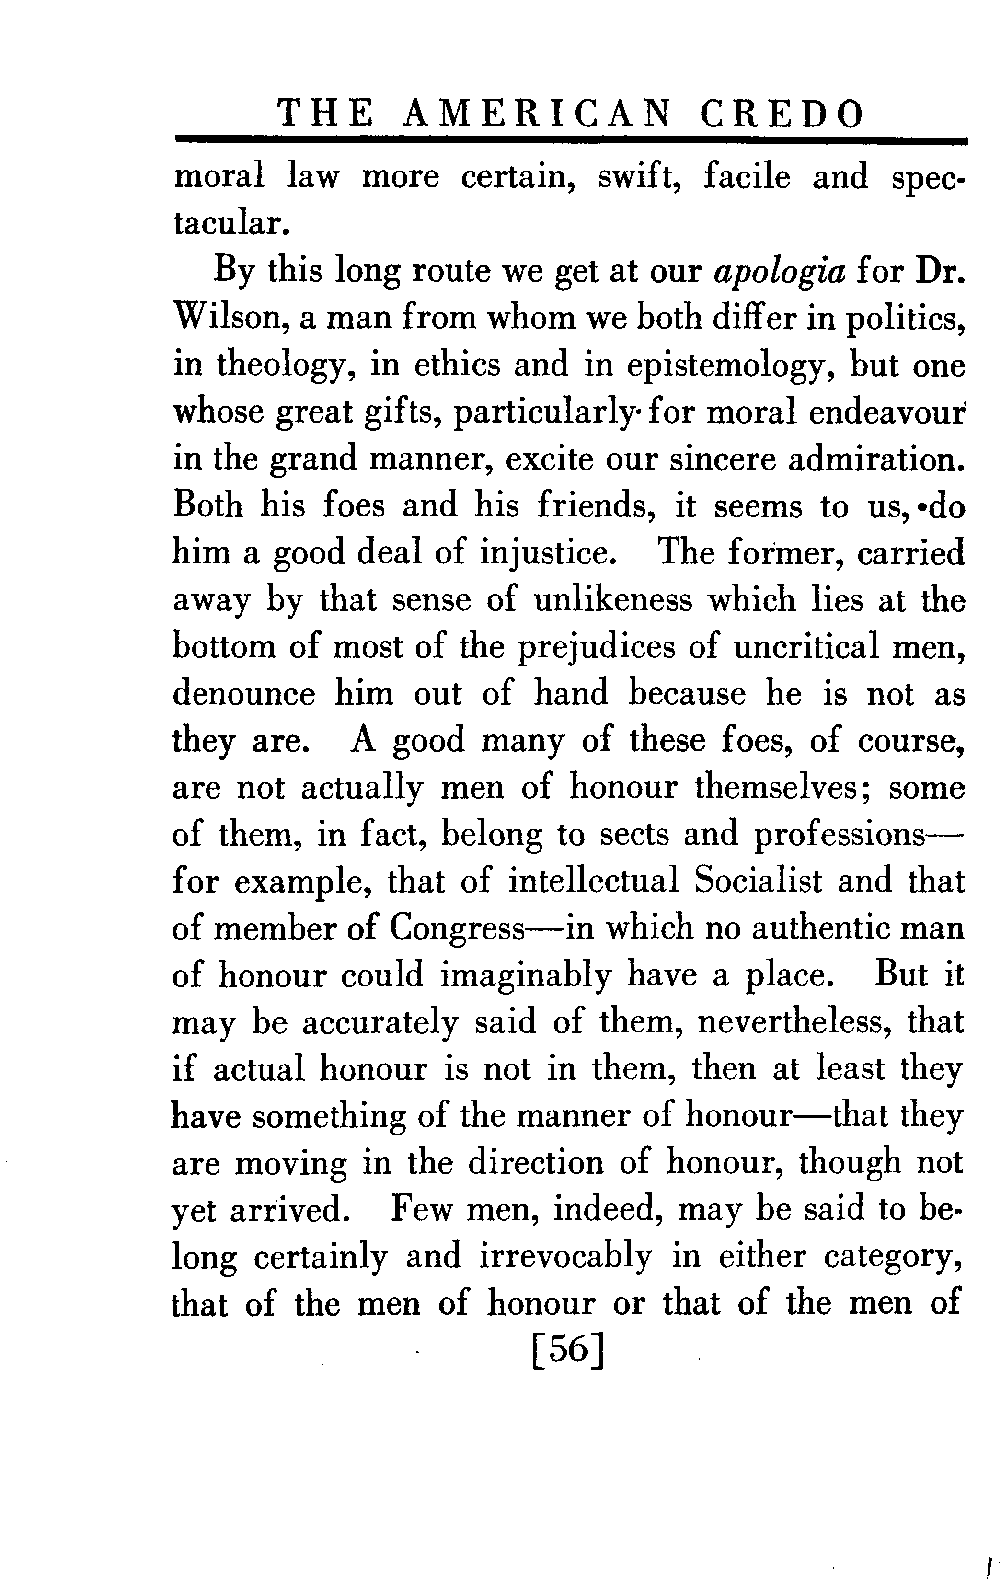 THE AMERICAN CREDO
moral law more certain, swift, facile and spec-
tacular.
By this long route we get at our apologia for Dr.
Wilson, a man from whom we both differ in politics,
in theology, in ethics and in epistemology, but one
whose great gifts, particularly for moral endeavour
in the grand manner, excite our sincere admiration.
Both his foes and his friends, it seems to us, do
him a good deal of injustice. The former, carried
away by that sense of unlikeness which lies at the
bottom of most of the prejudices of uncritical men,
denounce him out of hand because he is not as
they are. A good many of these foes, of course,
are not actually men of honour themselves; some
of them, in fact, belong to sects and professions—
for example, that of intellectual Socialist and that
of member of Congress—in which no authentic man
of honour could imaginably have a place. But it
may be accurately said of them, nevertheless, that
if actual honour is not in them, then at least they
have something of the manner of honour—that they
are moving in the direction of honour, though not
yet arrived. Few men, indeed, may be said to be-
long certainly and irrevocably in either category,
that of the men of honour or that of the men of
[56]